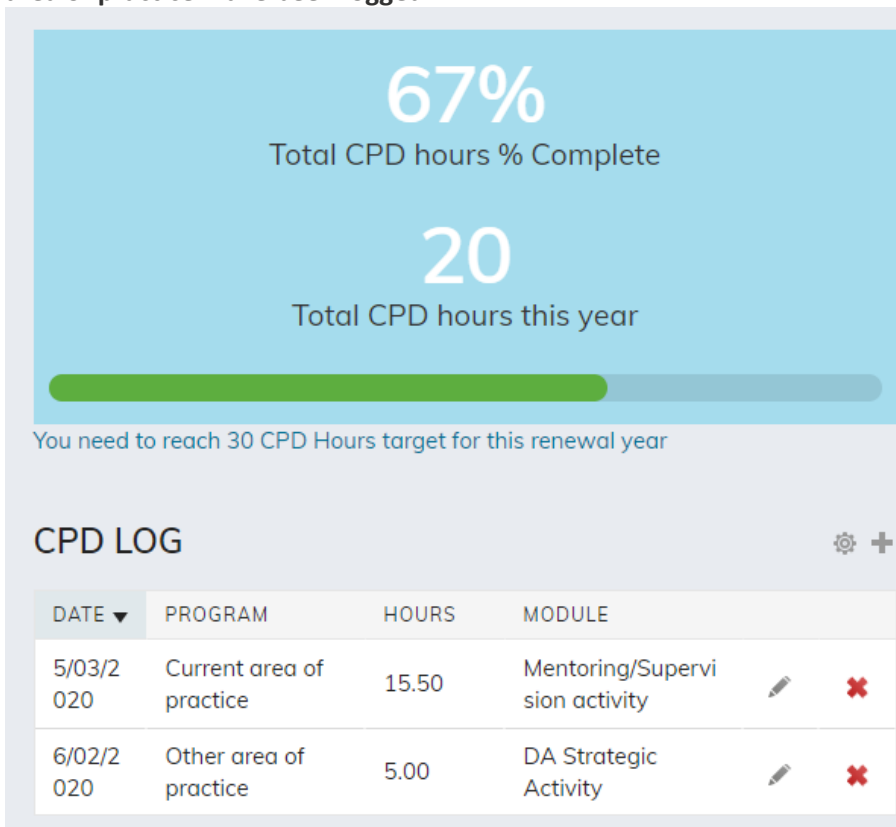 67%
Total CPD hours % Complete
20
Total CPD hours this year
You need to reach 30 CPD Hours target for this renewal year
CPD LOG
DATE ▼ PROGRAM HOURS MODULE
5/03/2
020
Current area of
practice
15.50
Mentoring/Supervi
sion activity
6/02/2
020
Other area of
practice
5.00
DA Strategic
Activity